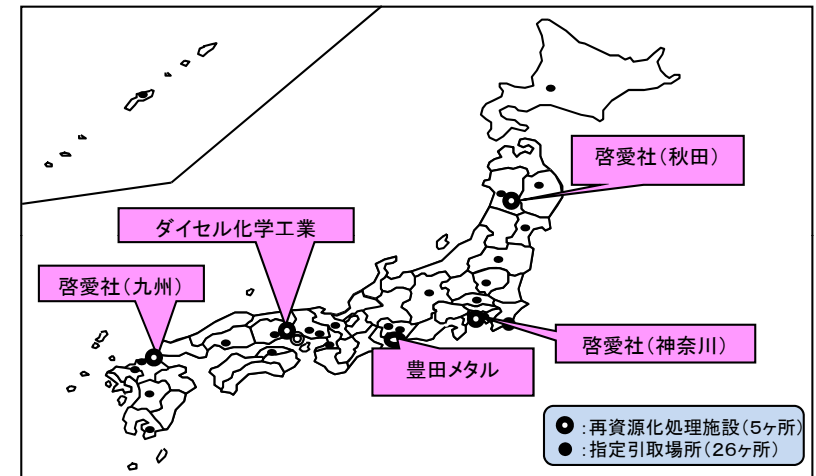 啓愛社（秋田）
ダイセル化学工業
啓愛社（九州）
啓愛社（神奈川）
豊田メタル
：再資源化処理施設（5ヶ所）
：指定引取場所（26ヶ所）